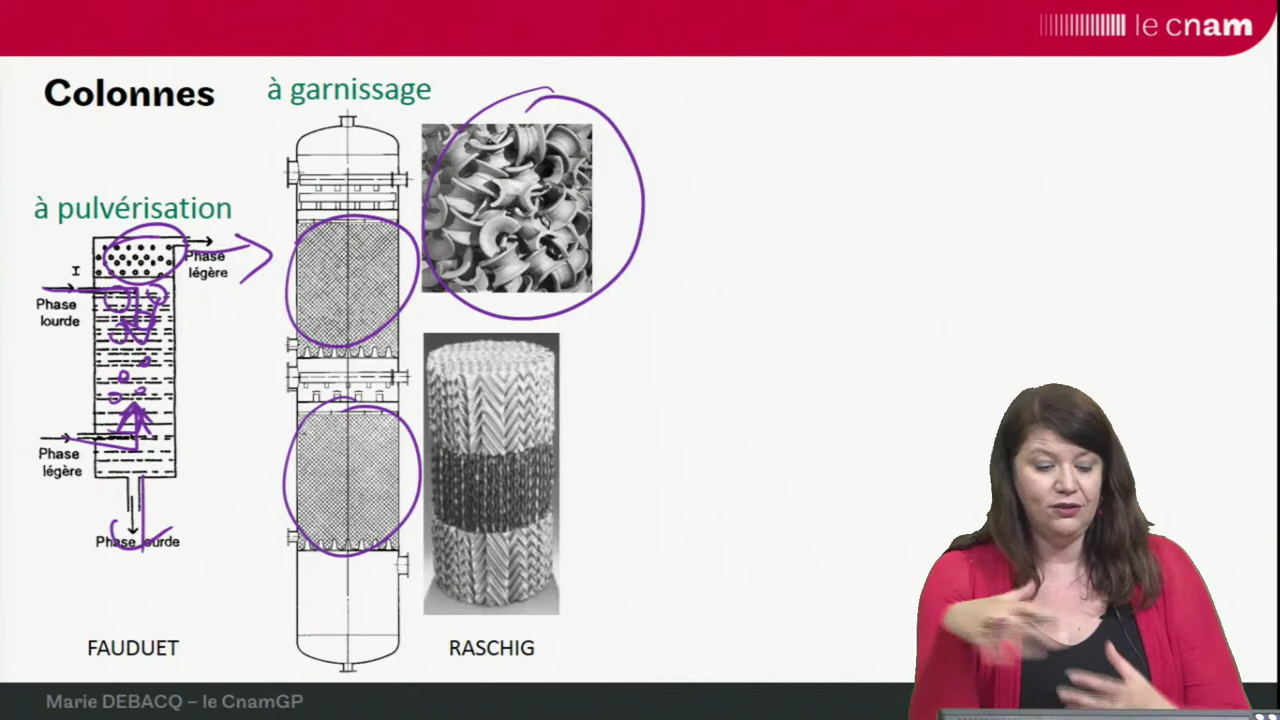 le cnam
Colonnes
à garnissage
à pulvérisation
I
Phase
légère
Phase
lourde
Phase
légère
Phase lourde
FAUDUET
RASCHIG
Marie DEBACQ – le CnamGP